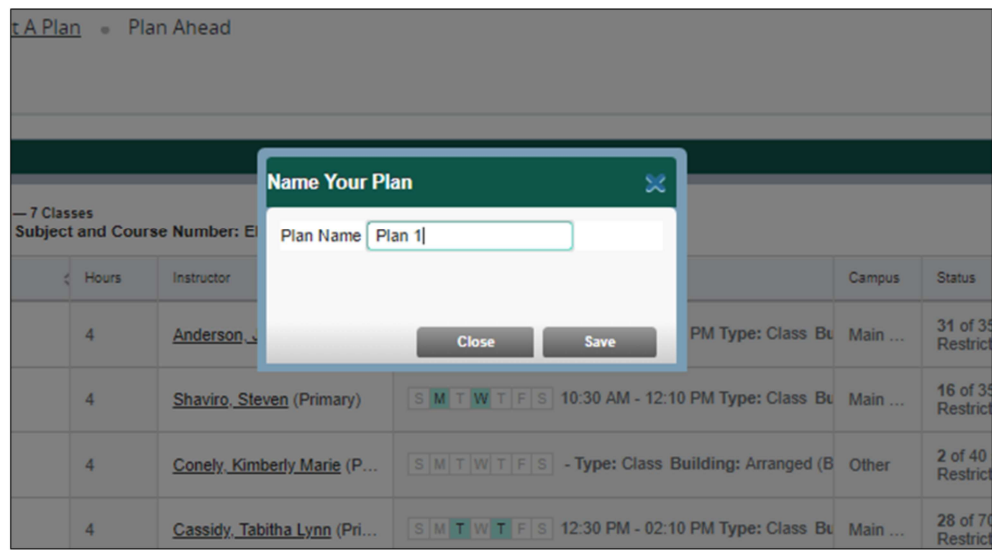 t A Plan • Plan Ahead
Name Your Plan
— 7 Classes
Subject and Course Number: E
Plan Name Plan 1
Hours Instructor Campus Status
4 Anderson, PM Type: Class Bu Main ... 31 of 35
Restrict
Close Save
4 Shaviro, Steven (Primary) S M T W T F S 10:30 AM - 12:10 PM Type: Class Bu Main ... 16 of 35
Restrict
4 Conely, Kimberly Marie (P... S M T W T F S - Type: Class Building: Arranged (B Other 2 of 40
Restrict
4 Cassidy, Tabitha Lynn (Pri... S M T W T F S 12:30 PM - 02:10 PM Type: Class Bu Main ... 28 of 70
Restrict